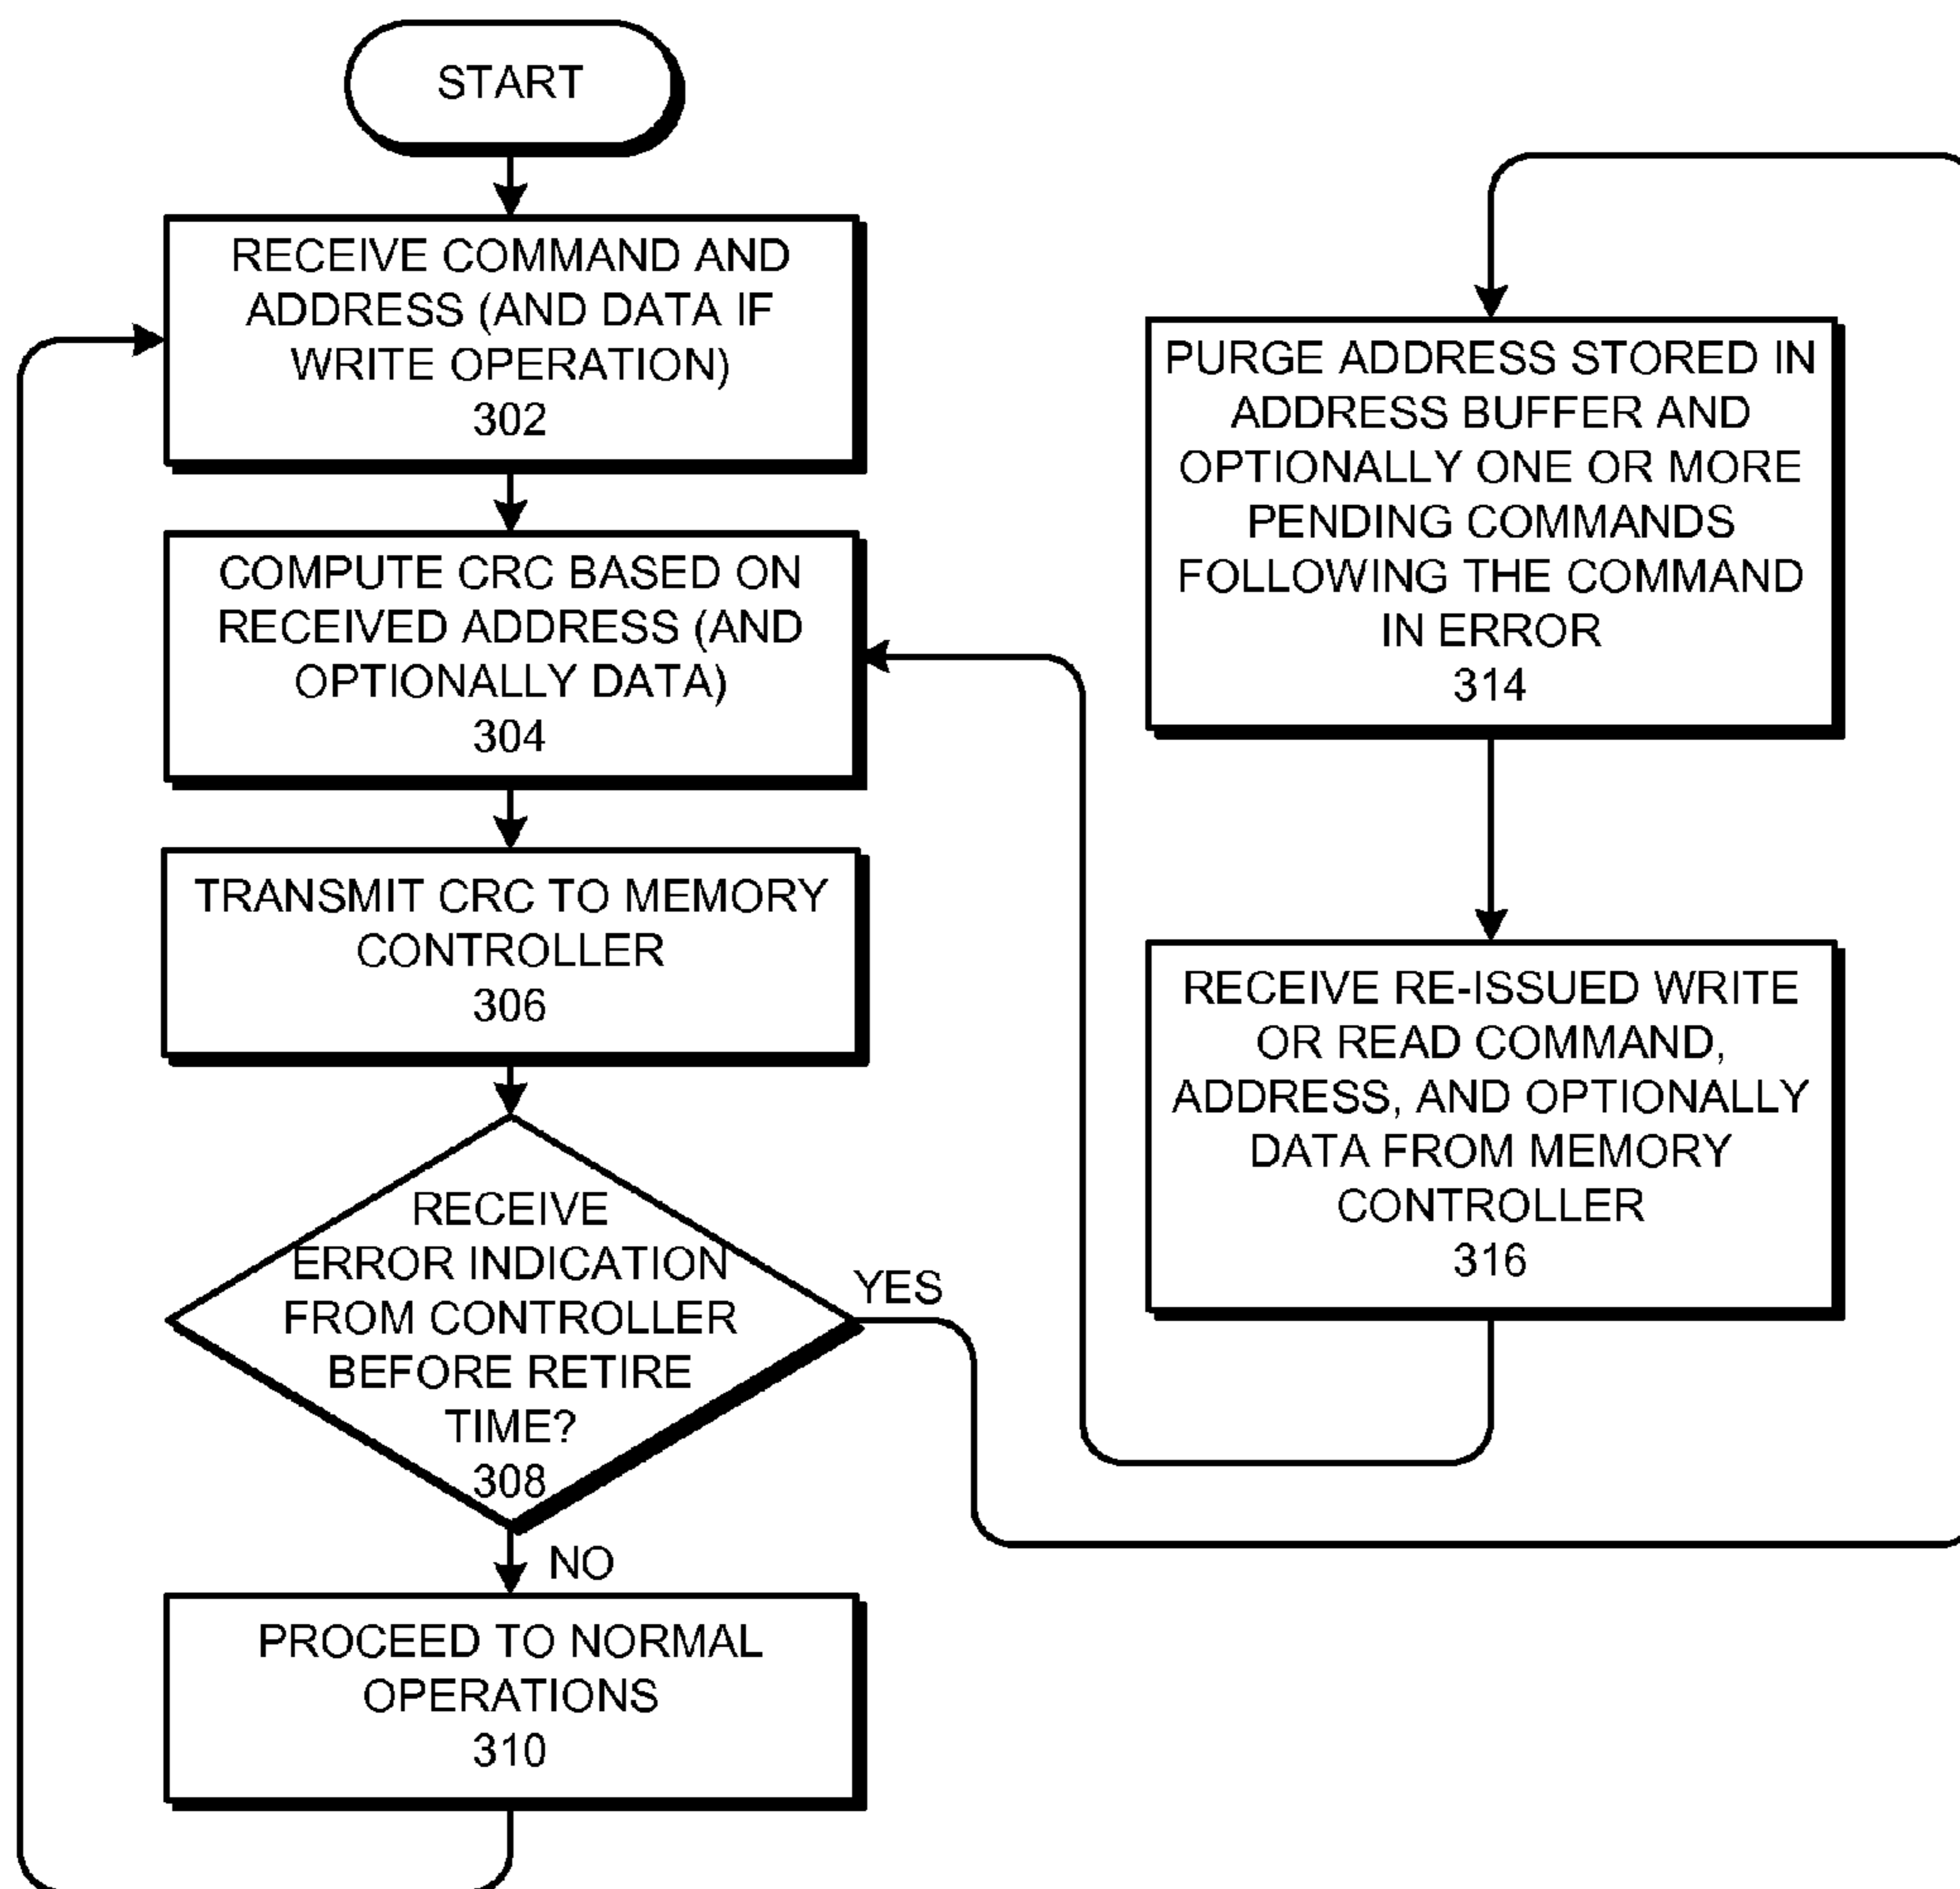 START
RECEIVE COMMAND AND
ADDRESS (AND DATA IF
WRITE OPERATION)
302
COMPUTE CRC BASED ON
RECEIVED ADDRESS (AND
OPTIONALLY DATA)
304
TRANSMIT CRC TO MEMORY
CONTROLLER
306
RECEIVE
ERROR INDICATION
FROM CONTROLLER
BEFORE RETIRE
TIME?
308
YES
NO
PROCEED TO NORMAL
OPERATIONS
310
PURGE ADDRESS STORED IN
ADDRESS BUFFER AND
OPTIONALLY ONE OR MORE
PENDING COMMANDS
FOLLOWING THE COMMAND
IN ERROR
314
RECEIVE RE-ISSUED WRITE
OR READ COMMAND,
ADDRESS, AND OPTIONALLY
DATA FROM MEMORY
CONTROLLER
316